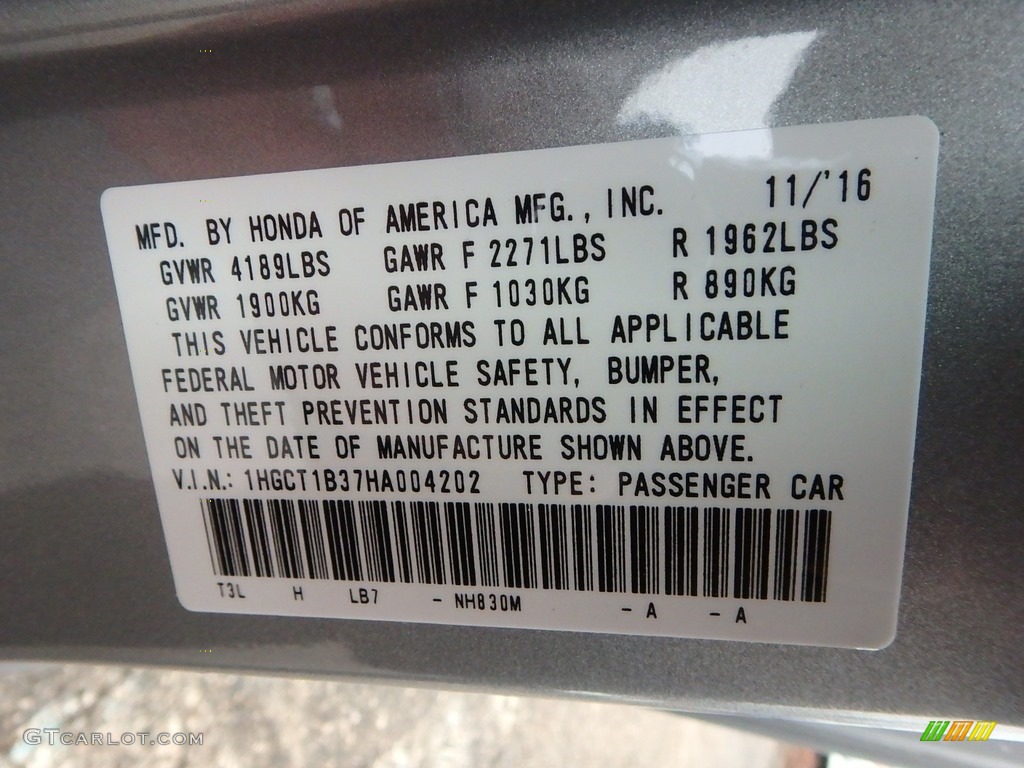 MFD. BY HONDA OF AMERICA MFG., INC. 11/'16
GVWR 4189LBS GAWR F 2271LBS R 1962LBS
GVWR 1900KG GAWR F 1030KG R 890KG
THIS VEHICLE CONFORMS TO ALL APPLICABLE
FEDERAL MOTOR VEHICLE SAFETY, BUMPER,
AND THEFT PREVENTION STANDARDS IN EFFECT
ON THE DATE OF MANUFACTURE SHOWN ABOVE.
V.I.N.: 1HGCT1B37HA004202 TYPE: PASSENGER CAR
T3L H LB7 - NH830M - A - A
GTCARLOT.COM